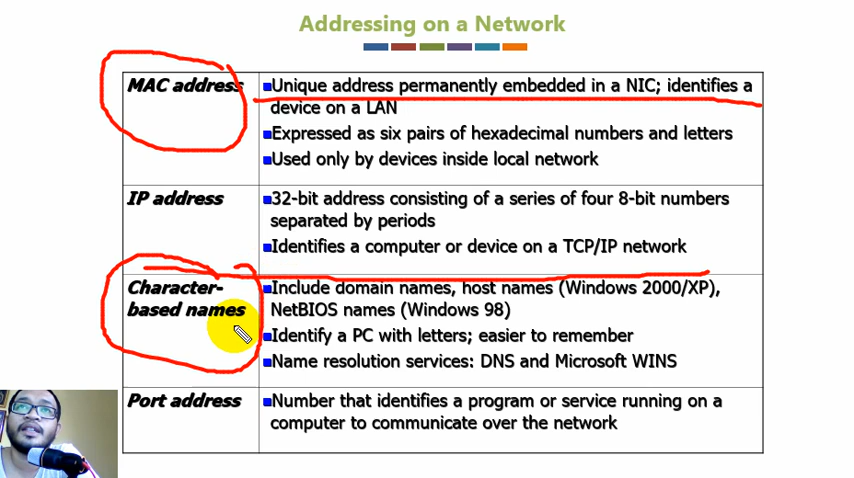 Addressing on a Network
MAC address
■Unique address permanently embedded in a NIC; identifies a
device on a LAN
■Expressed as six pairs of hexadecimal numbers and letters
■Used only by devices inside local network
IP address
■32-bit address consisting of a series of four 8-bit numbers
separated by periods
■Identifies a computer or device on a TCP/IP network
Character-
based names
■Include domain names, host names (Windows 2000/XP),
NetBIOS names (Windows 98)
■Identify a PC with letters; easier to remember
■Name resolution services: DNS and Microsoft WINS
Port address
■Number that identifies a program or service running on a
computer to communicate over the network